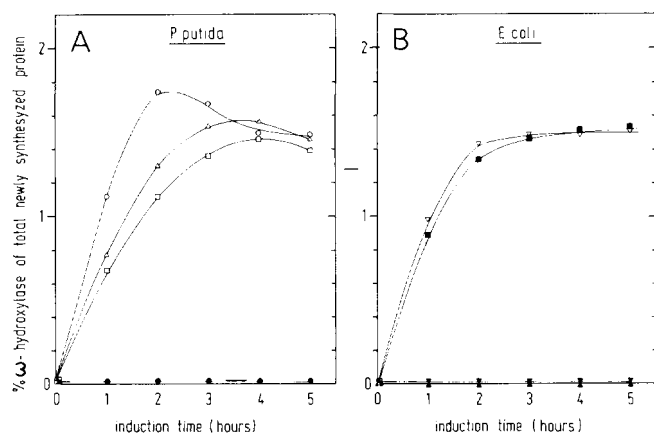 A
P putida
B
E coli
% ω - hydroxylase of total newly synthesyzed protein
2
1
0
0 1 2 3 4 5
induction time (hours)
2
1
0
0 1 2 3 4 5
induction time (hours)